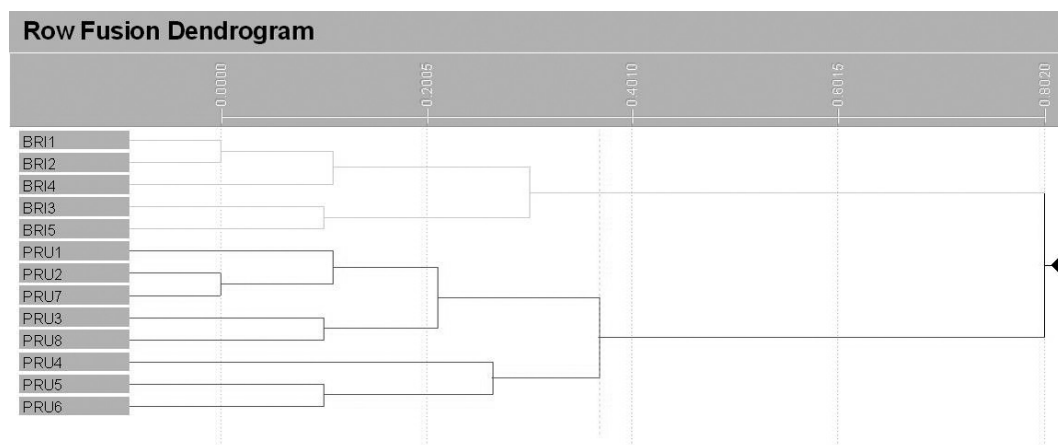 Row Fusion Dendrogram
0.0000
0.2005
0.4010
0.6015
0.8020
BRI1
BRI2
BRI4
BRI3
BRI5
PRU1
PRU2
PRU7
PRU3
PRU8
PRU4
PRU5
PRU6